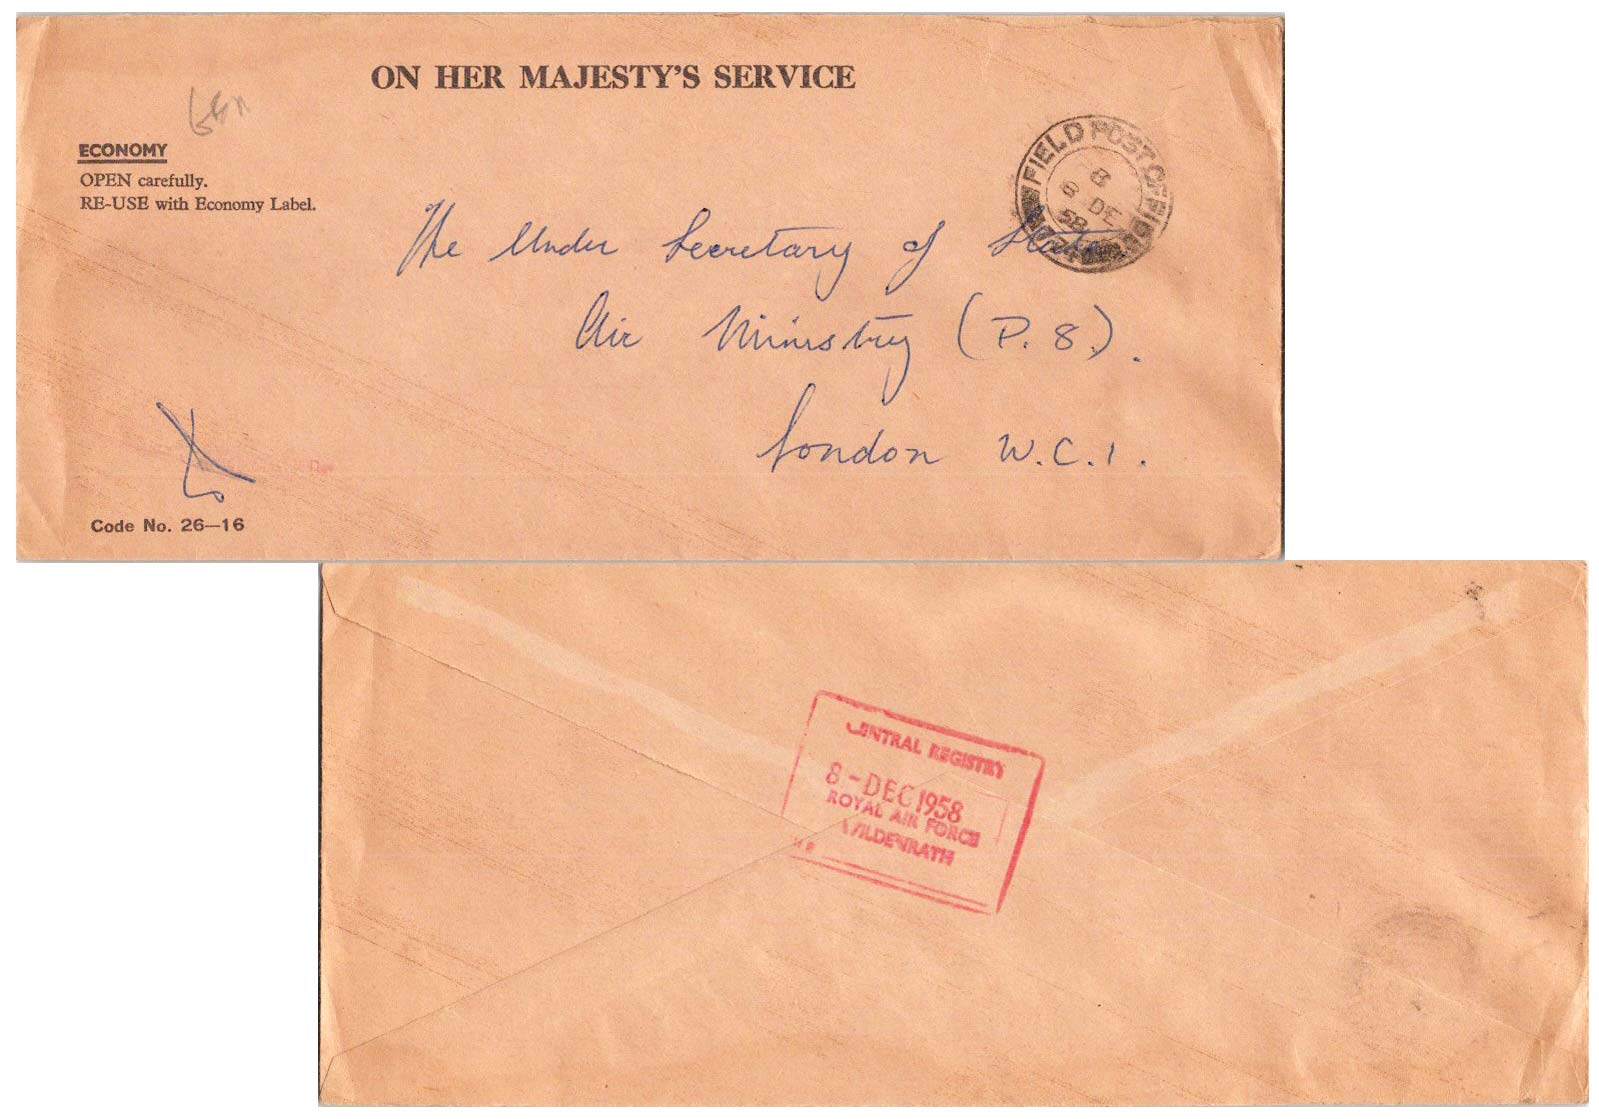 ON HER MAJESTY'S SERVICE
ECONOMY
OPEN carefully.
RE-USE with Economy Label.
FIELD POST OFFICE
8 DE
58
The Under Secretary of State
Air Ministry (P. 8.).
London W.C.1.
Code No. 26—16
CENTRAL REGISTRY
8-DEC 1958
ROYAL AIR FORCE
WILDENRATH